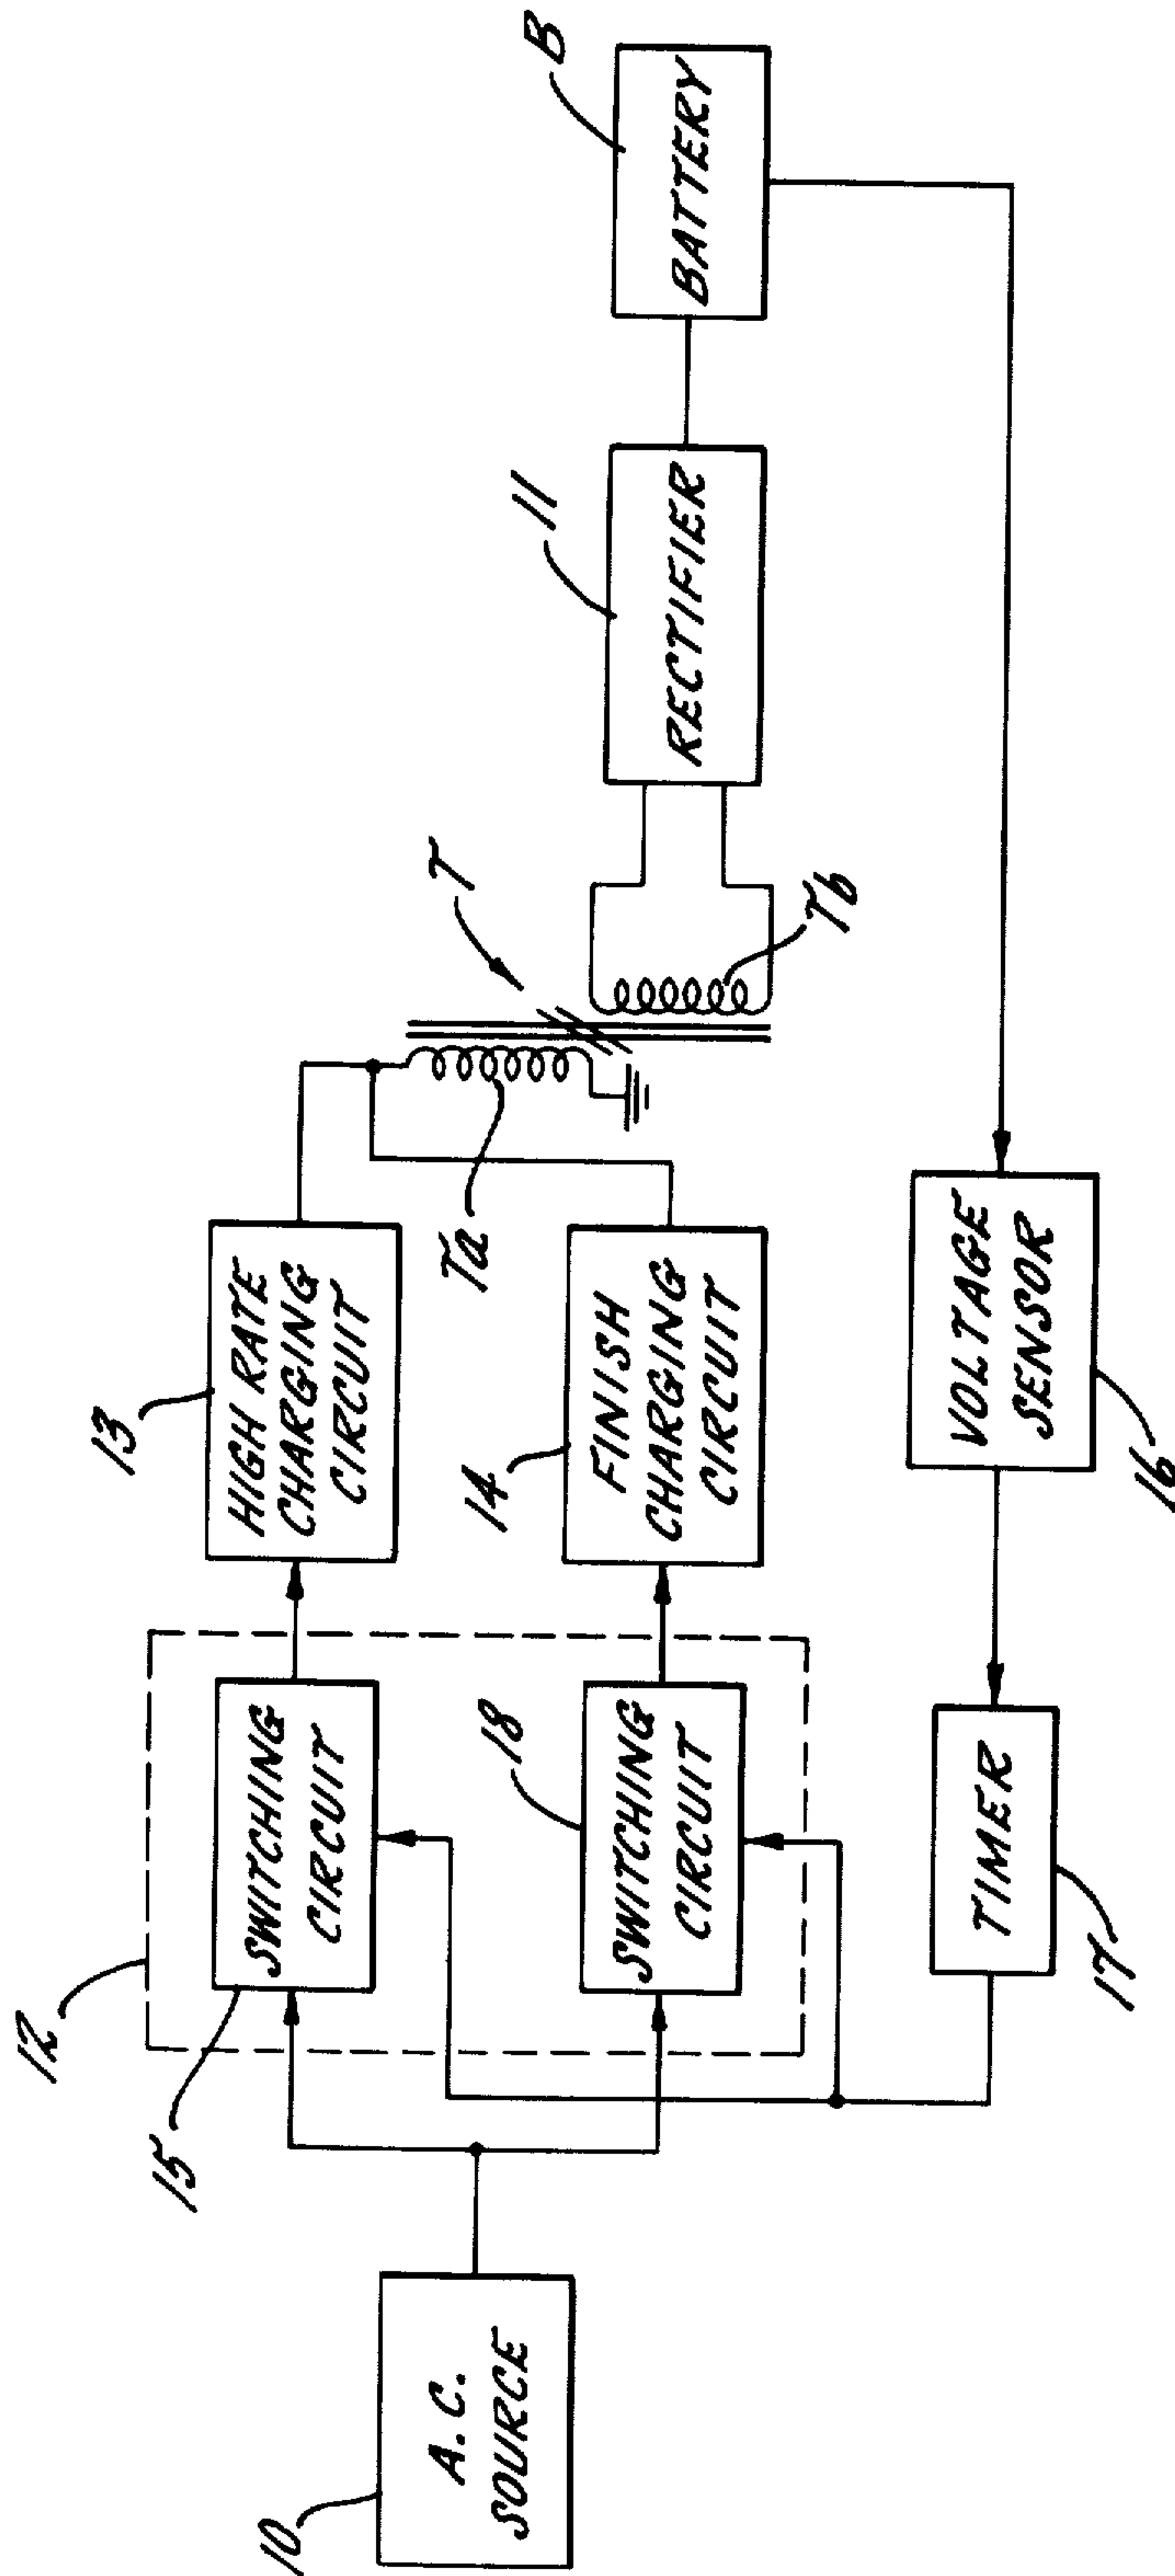 10
A.C.
SOURCE
12
15
SWITCHING
CIRCUIT
18
SWITCHING
CIRCUIT
13
HIGH RATE
CHARGING
CIRCUIT
14
FINISH
CHARGING
CIRCUIT
T
Ta
Tb
11
RECTIFIER
B
BATTERY
VOLTAGE
SENSOR
16
TIMER
17